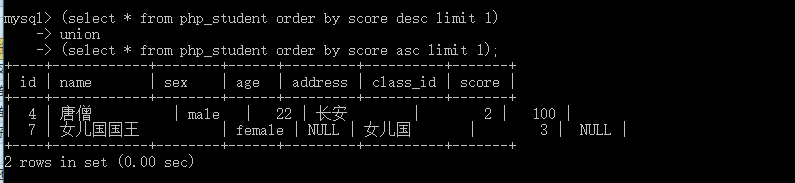 mysql> (select * from php_student order by score desc limit 1)
    -> union
    -> (select * from php_student order by score asc limit 1);
+----+------------+--------+------+---------+----------+-------+
| id | name       | sex    | age  | address | class_id | score |
+----+------------+--------+------+---------+----------+-------+
|  4 | 唐僧       | male   |   22 | 长安    |        2 |   100 |
|  7 | 女儿国国王 | female | NULL | 女儿国  |        3 |  NULL |
+----+------------+--------+------+---------+----------+-------+
2 rows in set (0.00 sec)